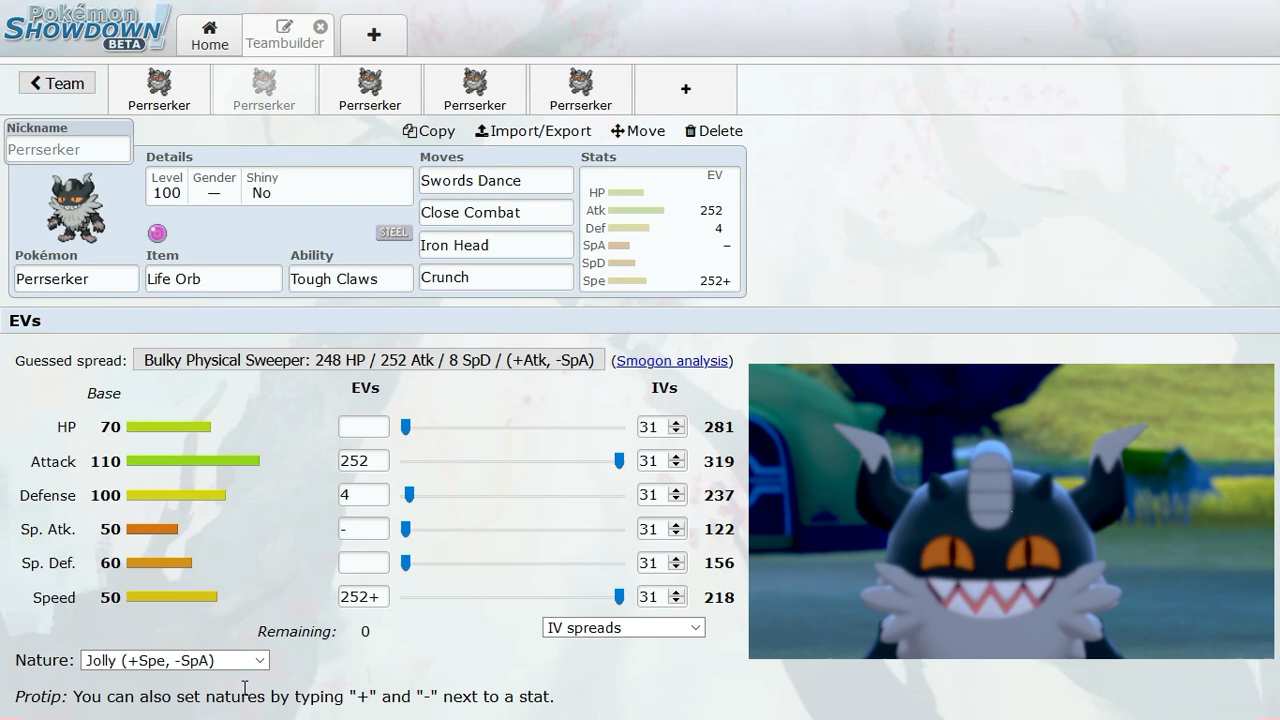 Pokémon
SHOWDOWN!
BETA
Home
Teambuilder
+
Team
Perrserker
Perrserker
Perrserker
Perrserker
Perrserker
+
Nickname
Perrserker
Copy
Import/Export
Move
Delete
Details
Level
100
Gender
—
Shiny
No
STEEL
Pokémon
Perrserker
Item
Life Orb
Ability
Tough Claws
Moves
Swords Dance
Close Combat
Iron Head
Crunch
Stats
EV
HP
Atk 252
Def 4
SpA –
SpD
Spe 252+
EVs
Guessed spread: Bulky Physical Sweeper: 248 HP / 252 Atk / 8 SpD / (+Atk, -SpA) (Smogon analysis)
Base EVs IVs
HP 70 31 281
Attack 110 252 31 319
Defense 100 4 31 237
Sp. Atk. 50 - 31 122
Sp. Def. 60 31 156
Speed 50 252+ 31 218
Remaining: 0
IV spreads
Nature: Jolly (+Spe, -SpA)
Protip: You can also set natures by typing "+" and "-" next to a stat.